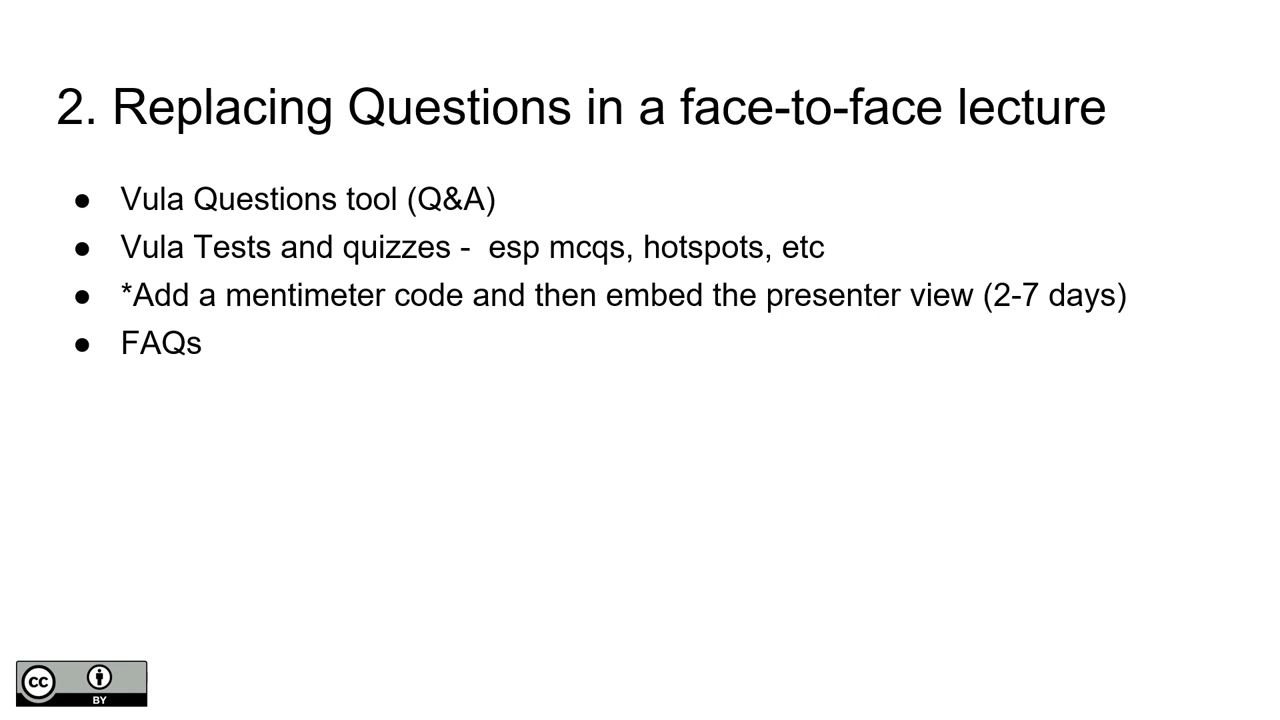 2. Replacing Questions in a face-to-face lecture
● Vula Questions tool (Q&A)
● Vula Tests and quizzes -  esp mcqs, hotspots, etc
● *Add a mentimeter code and then embed the presenter view (2-7 days)
● FAQs
cc
BY